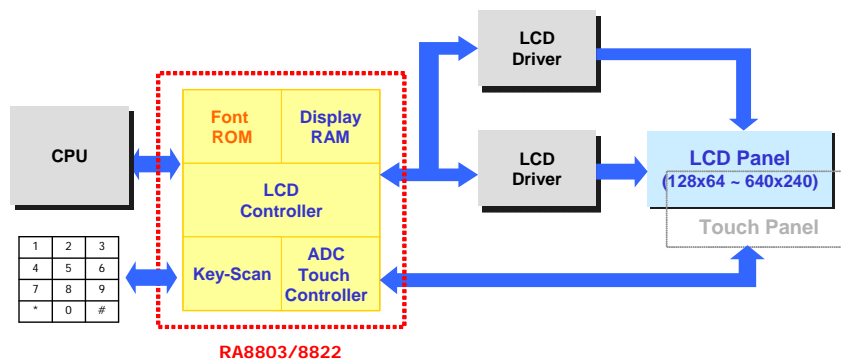 LCD
Driver
Font
ROM
Display
RAM
CPU
LCD
Controller
LCD
Driver
LCD Panel
(128x64 ~ 640x240)
Touch Panel
1 2 3
4 5 6
7 8 9
* 0 #
Key-Scan
ADC
Touch
Controller
RA8803/8822